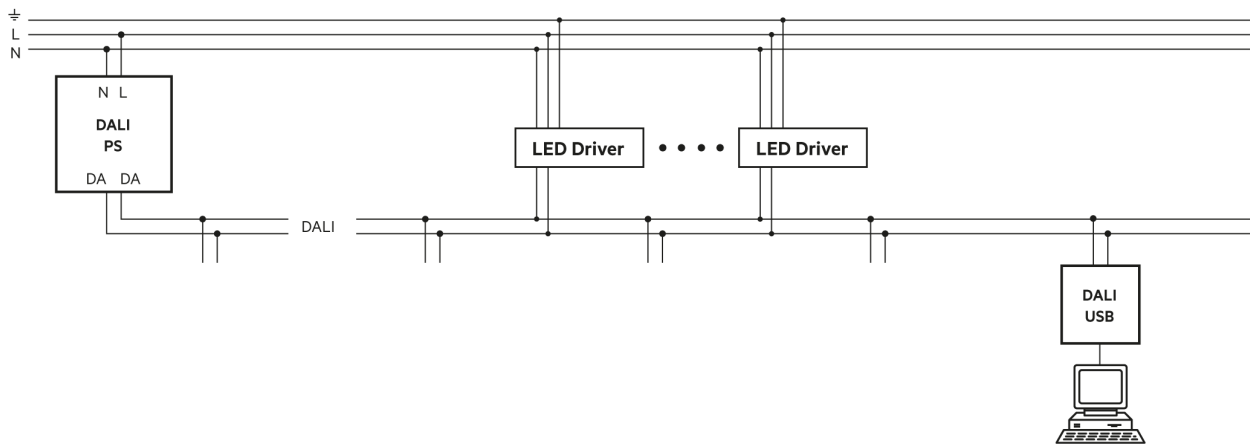 ⏚
L
N
N L
DALI
PS
DA DA
LED Driver
LED Driver
DALI
DALI
USB